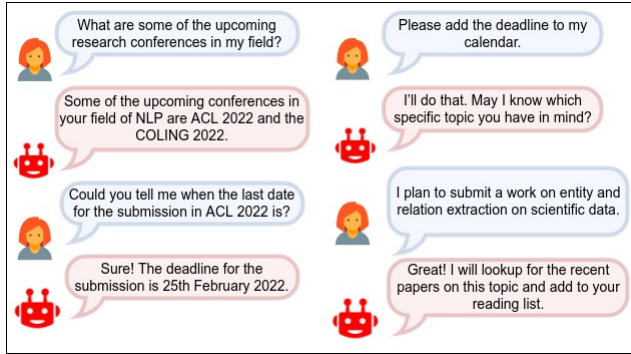 What are some of the upcoming
research conferences in my field?
Some of the upcoming conferences in
your field of NLP are ACL 2022 and the
COLING 2022.
Could you tell me when the last date
for the submission in ACL 2022 is?
Sure! The deadline for the
submission is 25th February 2022.
Please add the deadline to my
calendar.
I'll do that. May I know which
specific topic you have in mind?
I plan to submit a work on entity and
relation extraction on scientific data.
Great! I will lookup for the recent
papers on this topic and add to your
reading list.